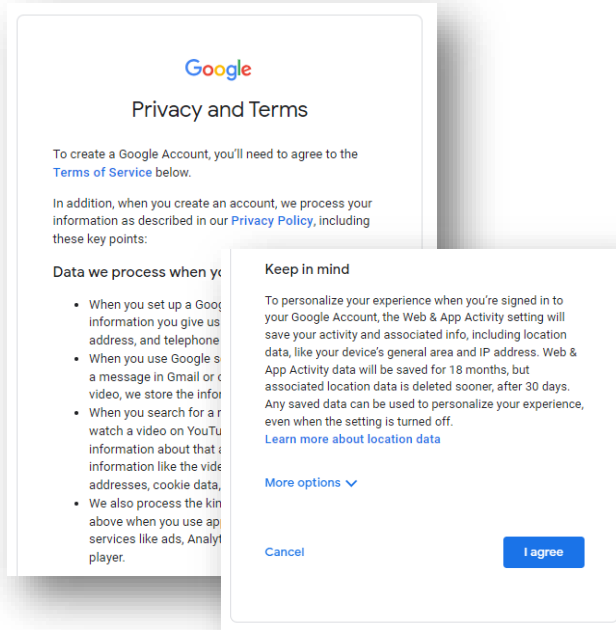 Google
Privacy and Terms
To create a Google Account, you'll need to agree to the
Terms of Service below.
In addition, when you create an account, we process your
information as described in our Privacy Policy, including
these key points:
Data we process when
When you set up a
information you give us
address, and telephone
When you use Google
a message in Gmail or
video, we store the
When you search for a
watch a video on
information about that
information like the
addresses, cookie data,
We also process the
above when you use
services like ads,
player.
Keep in mind
To personalize your experience when you're signed in to
your Google Account, the Web & App Activity setting will
save your activity and associated info, including location
data, like your device's general area and IP address. Web &
App Activity data will be saved for 18 months, but
associated location data is deleted sooner, after 30 days.
Any saved data can be used to personalize your experience,
even when the setting is turned off.
Learn more about location data
More options
Cancel
I agree